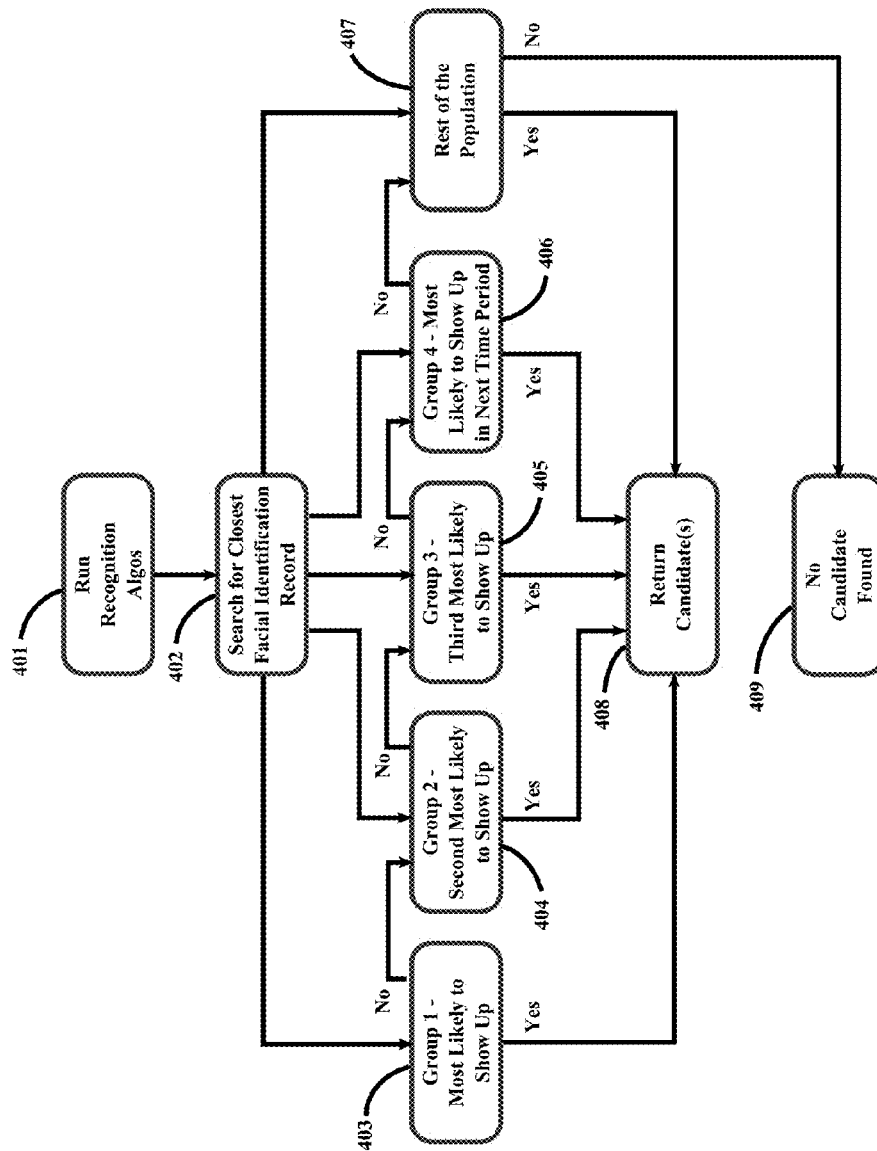 401
Run
Recognition
Algos
402
Search for Closest
Facial Identification
Record
403
Group 1 -
Most Likely to
Show Up
No
Yes
404
Group 2 -
Second Most Likely
to Show Up
No
Yes
405
Group 3 -
Third Most Likely
to Show Up
No
Yes
406
Group 4 - Most
Likely to Show Up
in Next Time Period
No
Yes
407
Rest of the
Population
Yes
No
408
Return
Candidate(s)
409
No
Candidate
Found